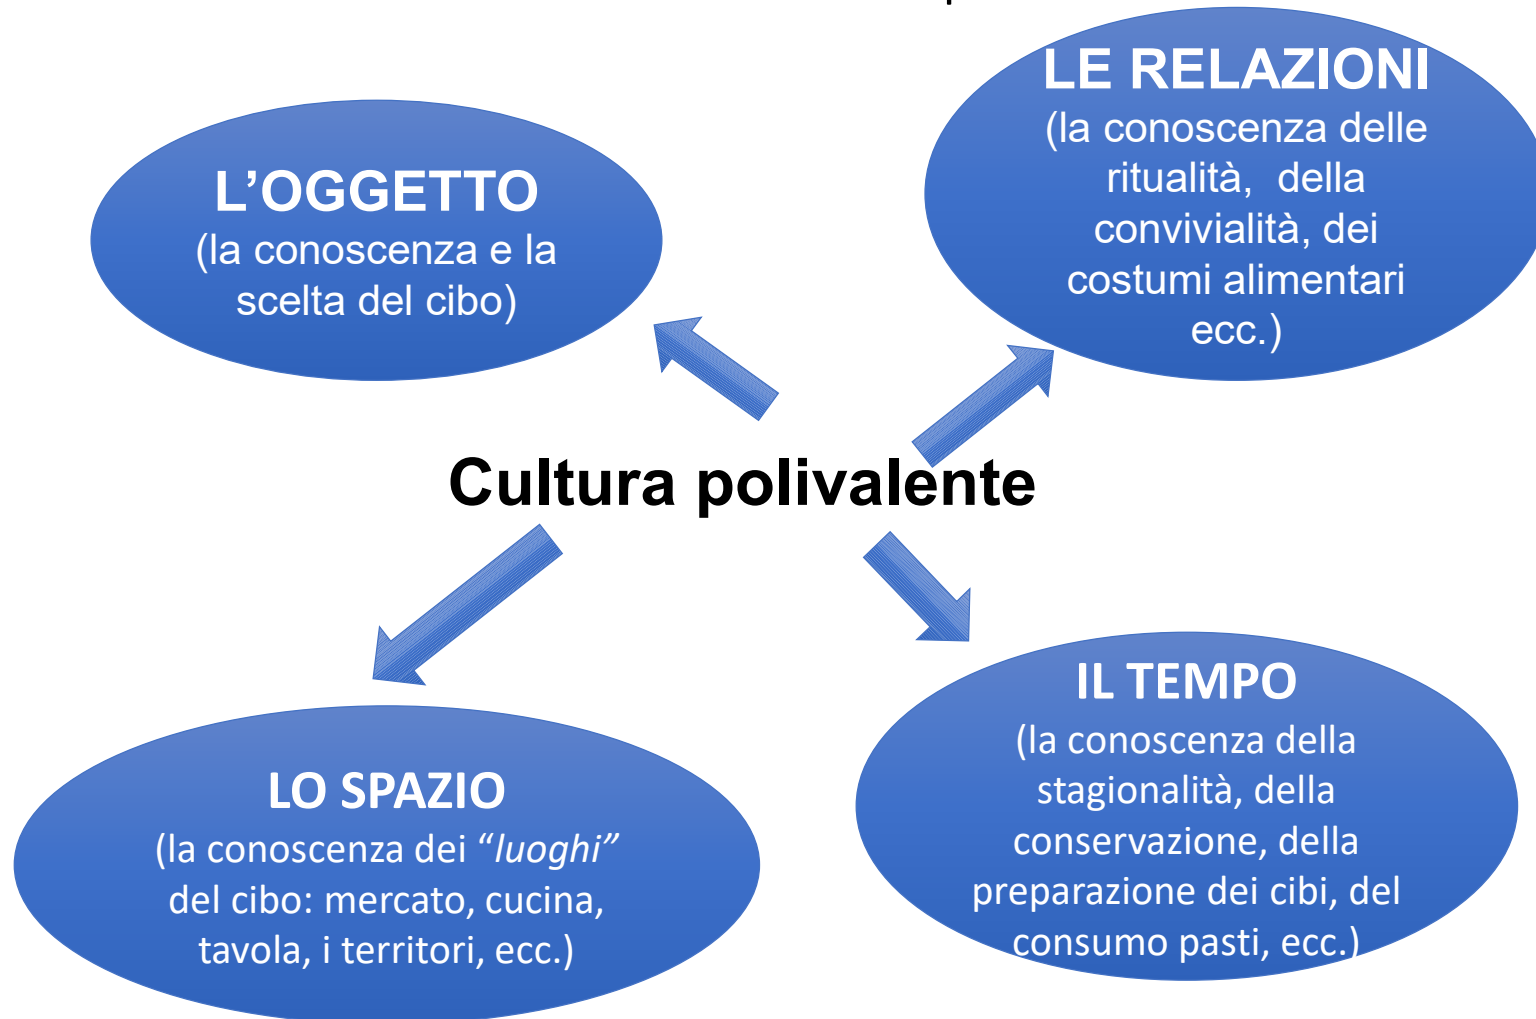 L’OGGETTO
(la conoscenza e la
scelta del cibo)
LE RELAZIONI
(la conoscenza delle
ritualità, della
convivialità, dei
costumi alimentari
ecc.)
Cultura polivalente
LO SPAZIO
(la conoscenza dei “luoghi”
del cibo: mercato, cucina,
tavola, i territori, ecc.)
IL TEMPO
(la conoscenza della
stagionalità, della
conservazione, della
preparazione dei cibi, del
consumo pasti, ecc.)